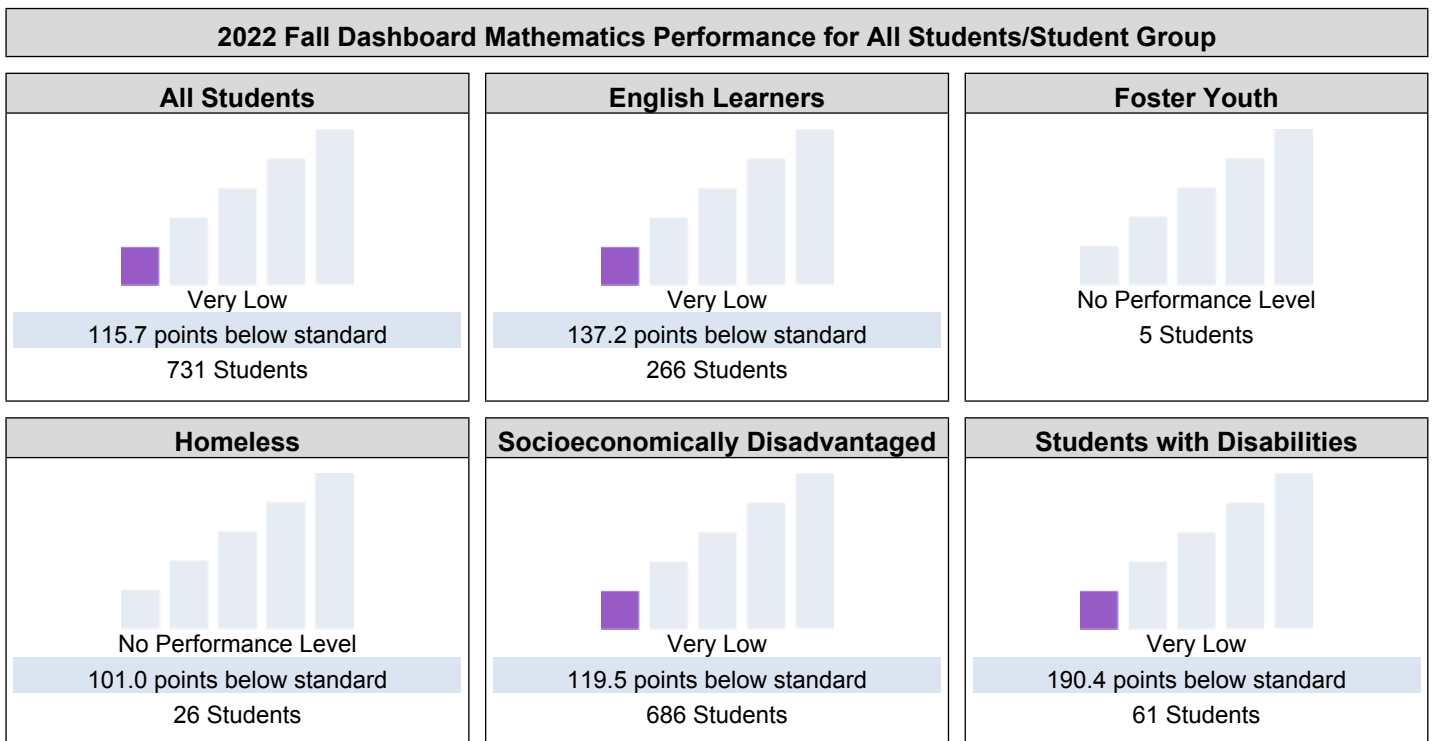 2022 Fall Dashboard Mathematics Performance for All Students/Student Group
All Students
Very Low
115.7 points below standard
731 Students
English Learners
Very Low
137.2 points below standard
266 Students
Foster Youth
No Performance Level
5 Students
Homeless
No Performance Level
101.0 points below standard
26 Students
Socioeconomically Disadvantaged
Very Low
119.5 points below standard
686 Students
Students with Disabilities
Very Low
190.4 points below standard
61 Students